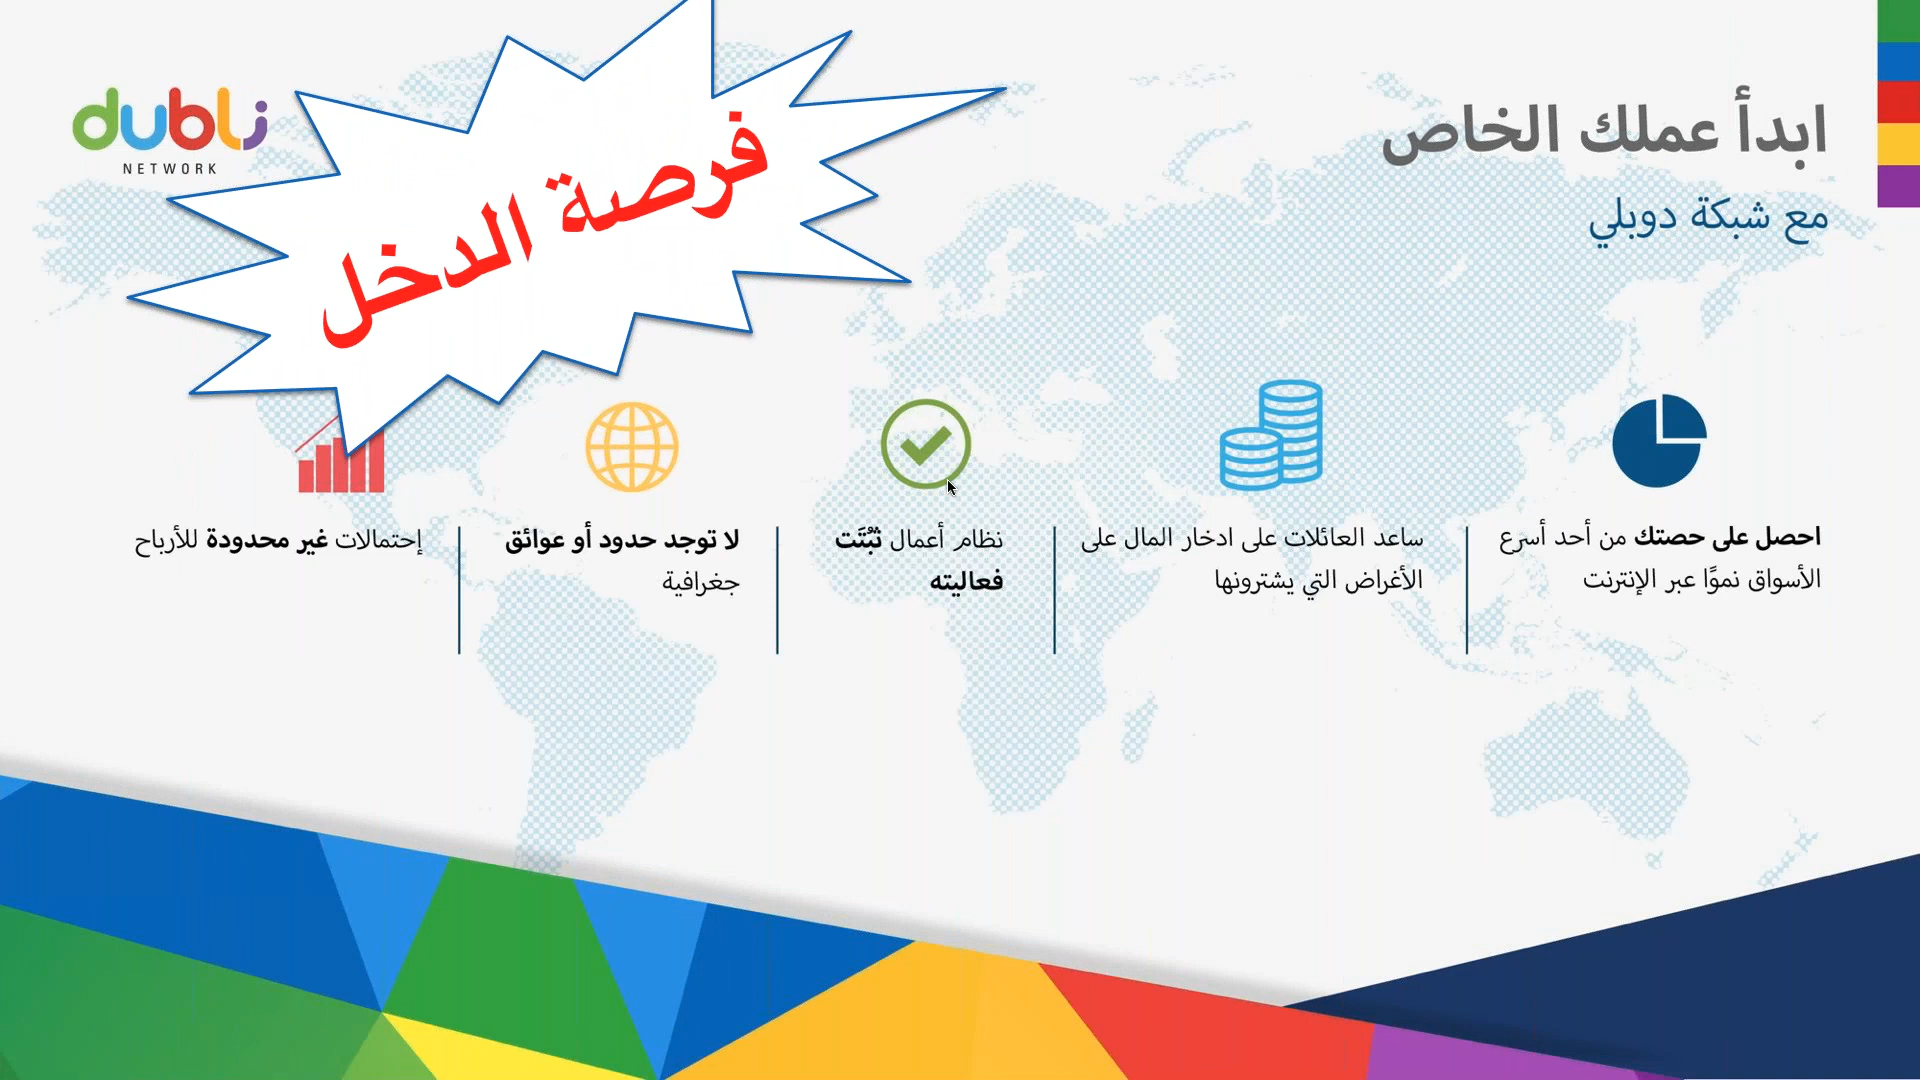 dubli
NETWORK
فرصة الدخل
ابدأ عملك الخاص
مع شبكة دوبلي
احصل على حصتك من أحد أسرع
الأسواق نموًا عبر الإنترنت
ساعد العائلات على ادخار المال على
الأغراض التي يشترونها
نظام أعمال ثبُتَت
فعاليته
لا توجد حدود أو عوائق
جغرافية
إحتمالات غير محدودة للأرباح